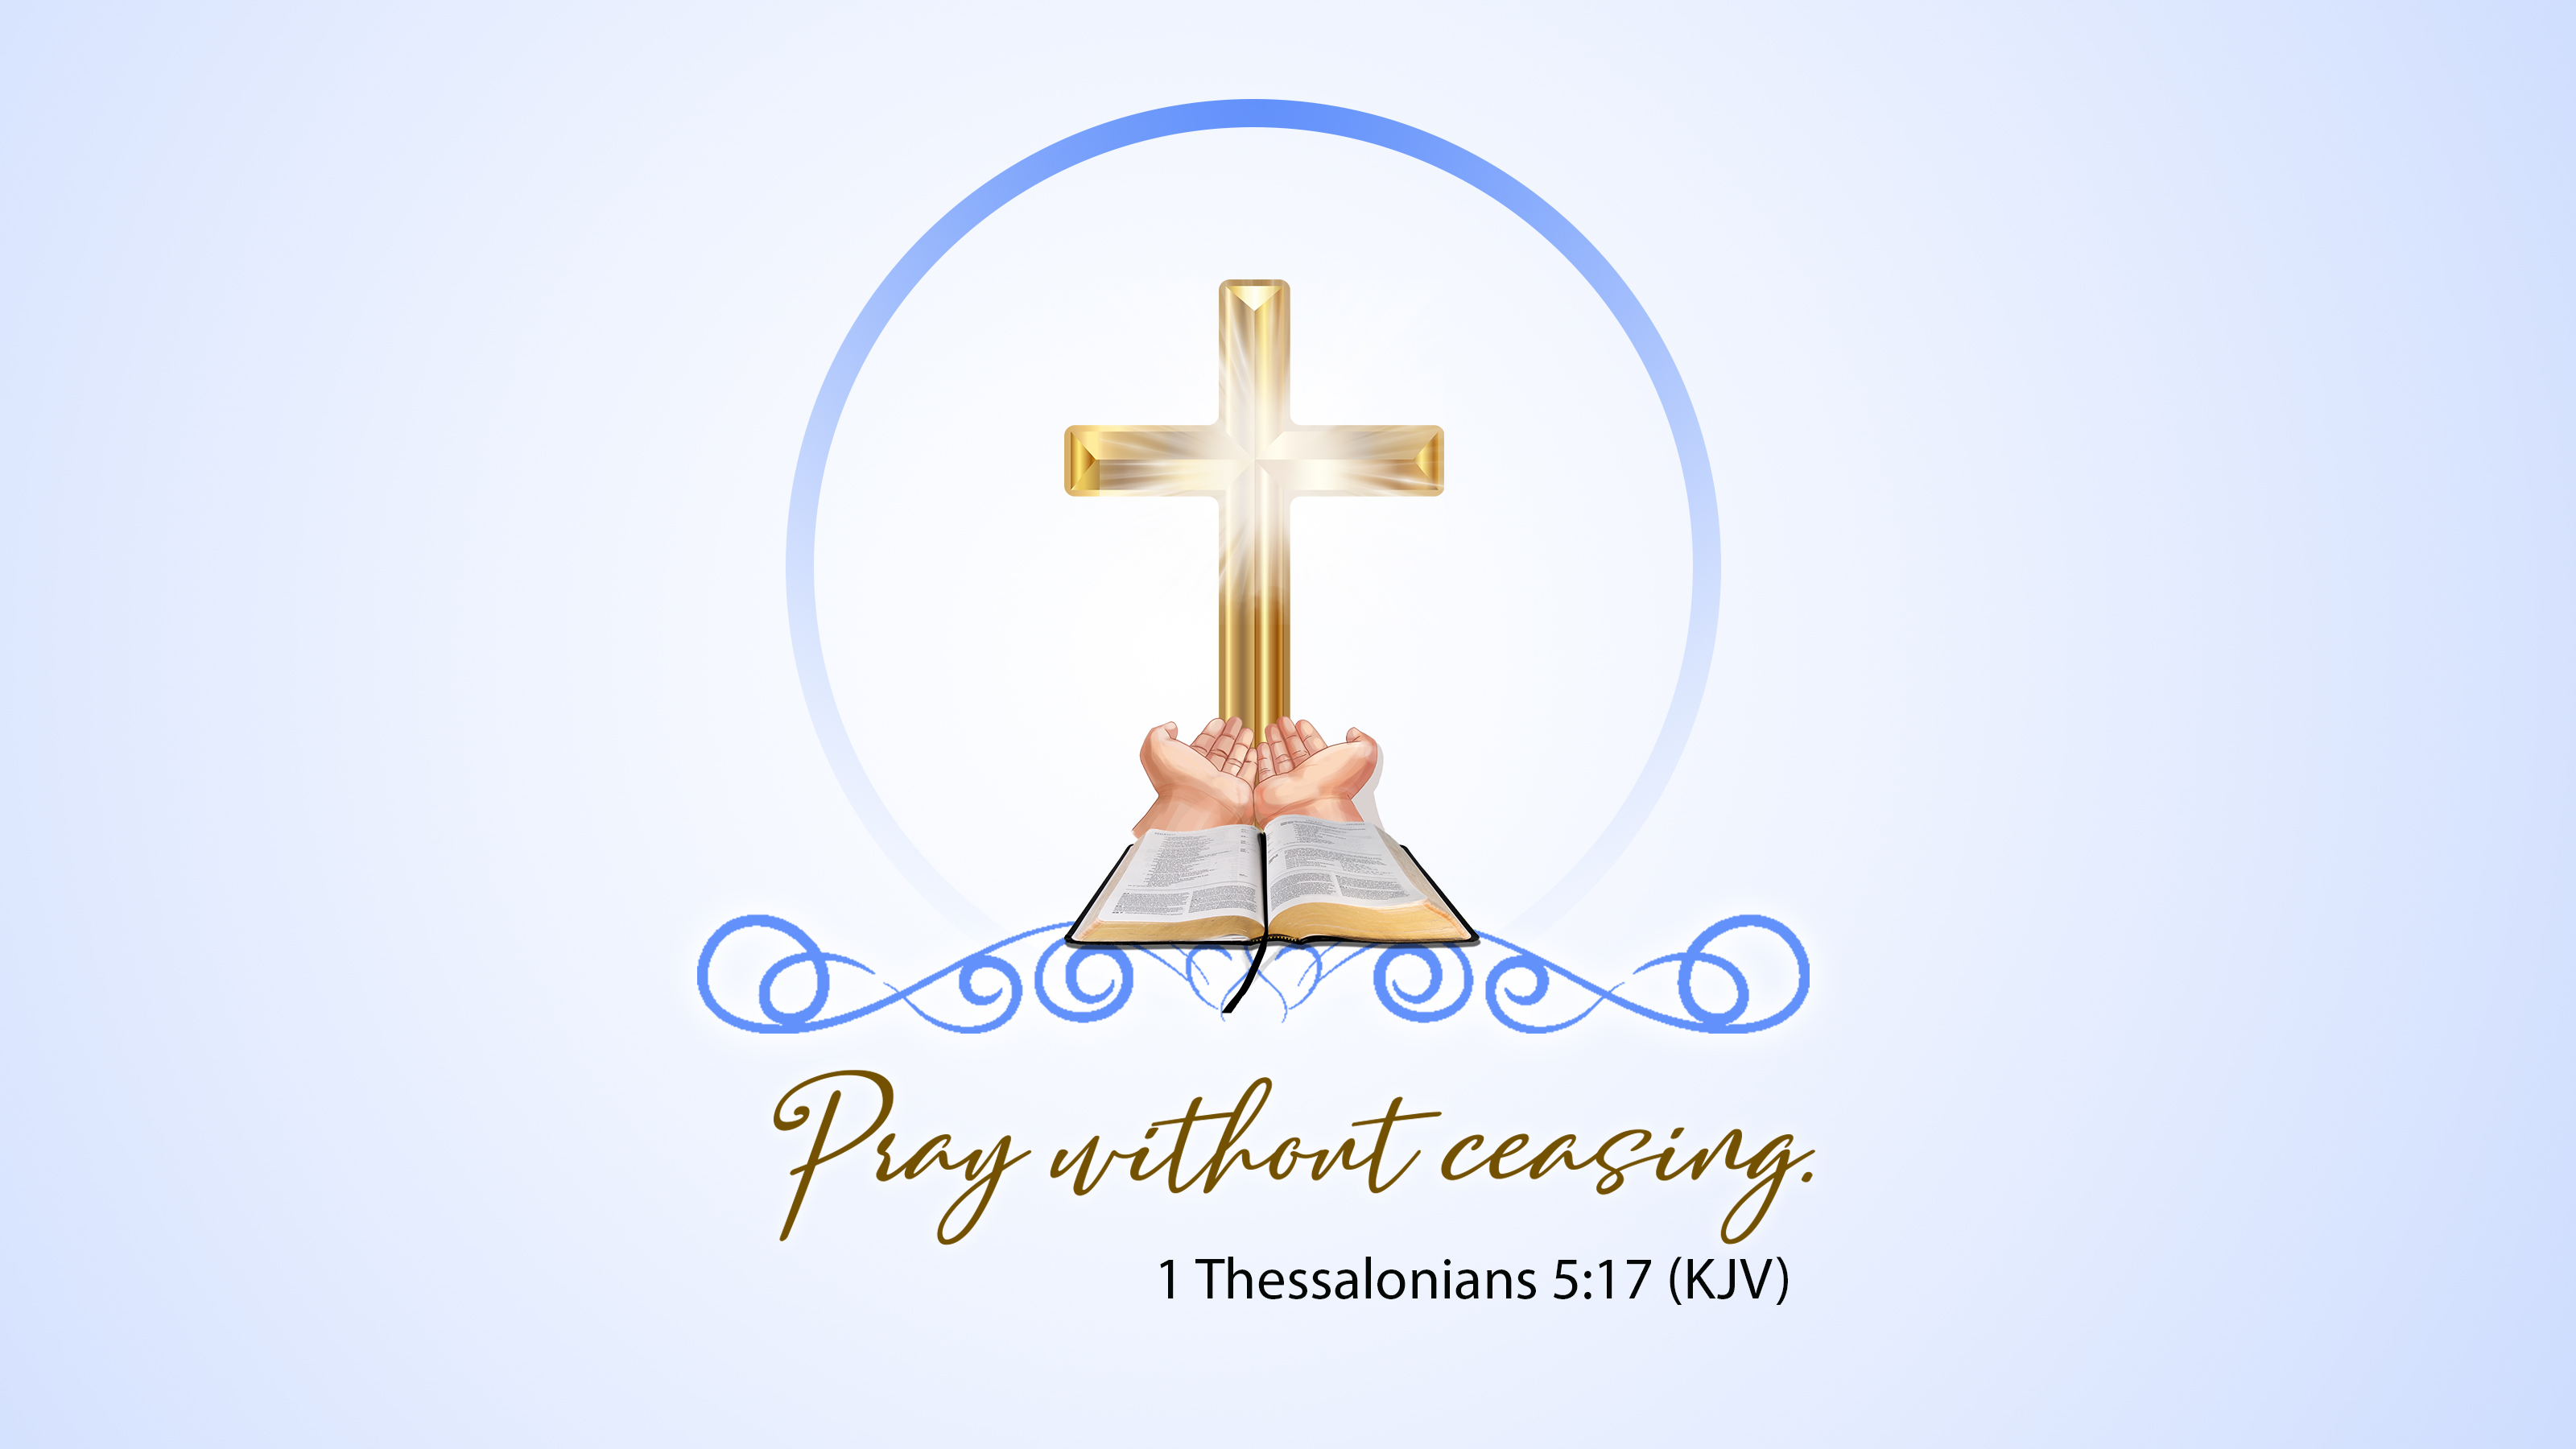 Pray without ceasing.
1 Thessalonians 5:17 (KJV)